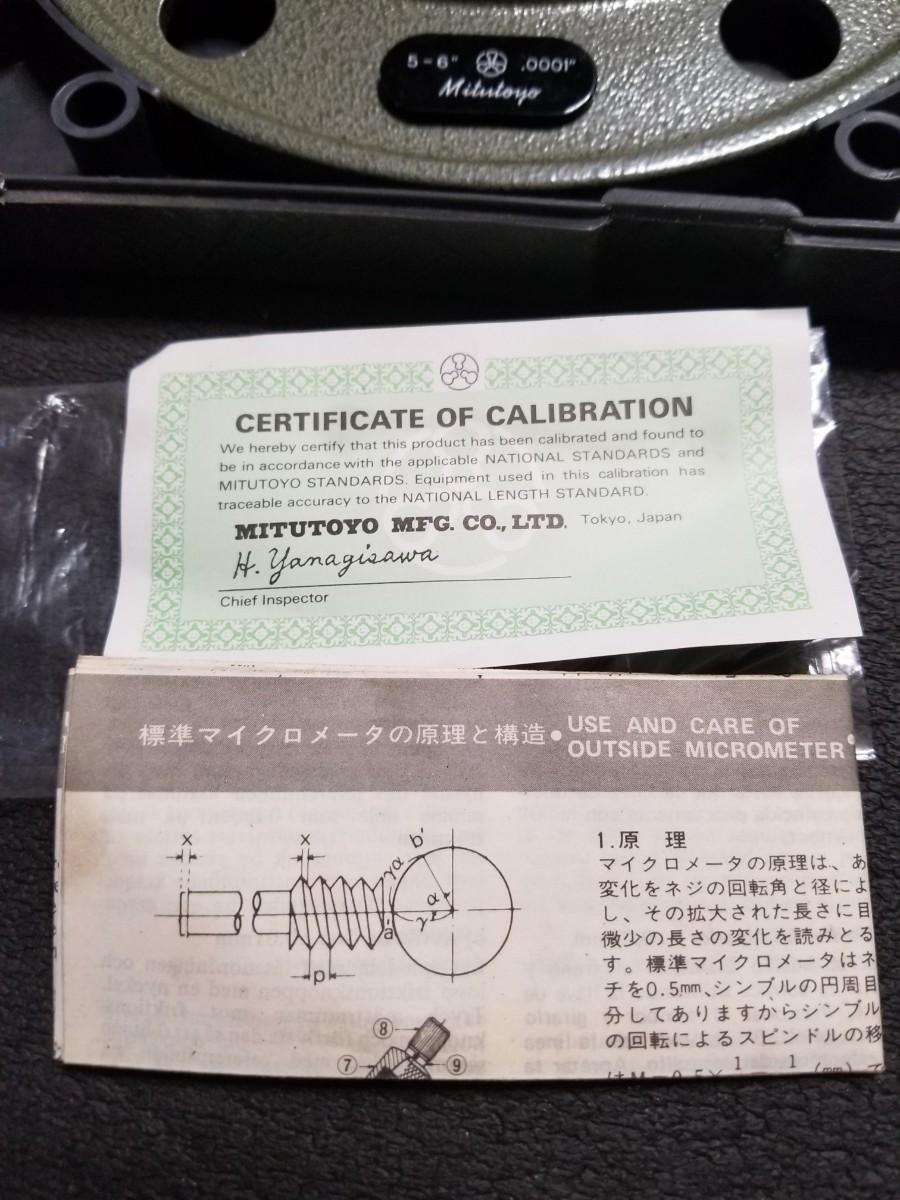 5-6" .0001"
Mitutoyo
CERTIFICATE OF CALIBRATION
We hereby certify that this product has been calibrated and found to
be in accordance with the applicable NATIONAL STANDARDS and
MITUTOYO STANDARDS. Equipment used in this calibration has
traceable accuracy to the NATIONAL LENGTH STANDARD.
MITUTOYO MFG. CO., LTD. Tokyo, Japan
H. Yanagisawa
Chief Inspector
標準マイクロメータの原理と構造●USE AND CARE OF
OUTSIDE MICROMETER
x x b'
γα
α
γ
a
p
⑧
⑦ ⑨
1.原 理
マイクロメータの原理は、あ
変化をネジの回転角と径によ
し、その拡大された長さに目
微少の長さの変化を読みとる
す。標準マイクロメータはネ
チを0.5mm、シンブルの円周目
分してありますからシンブル
の回転によるスピンドルの移